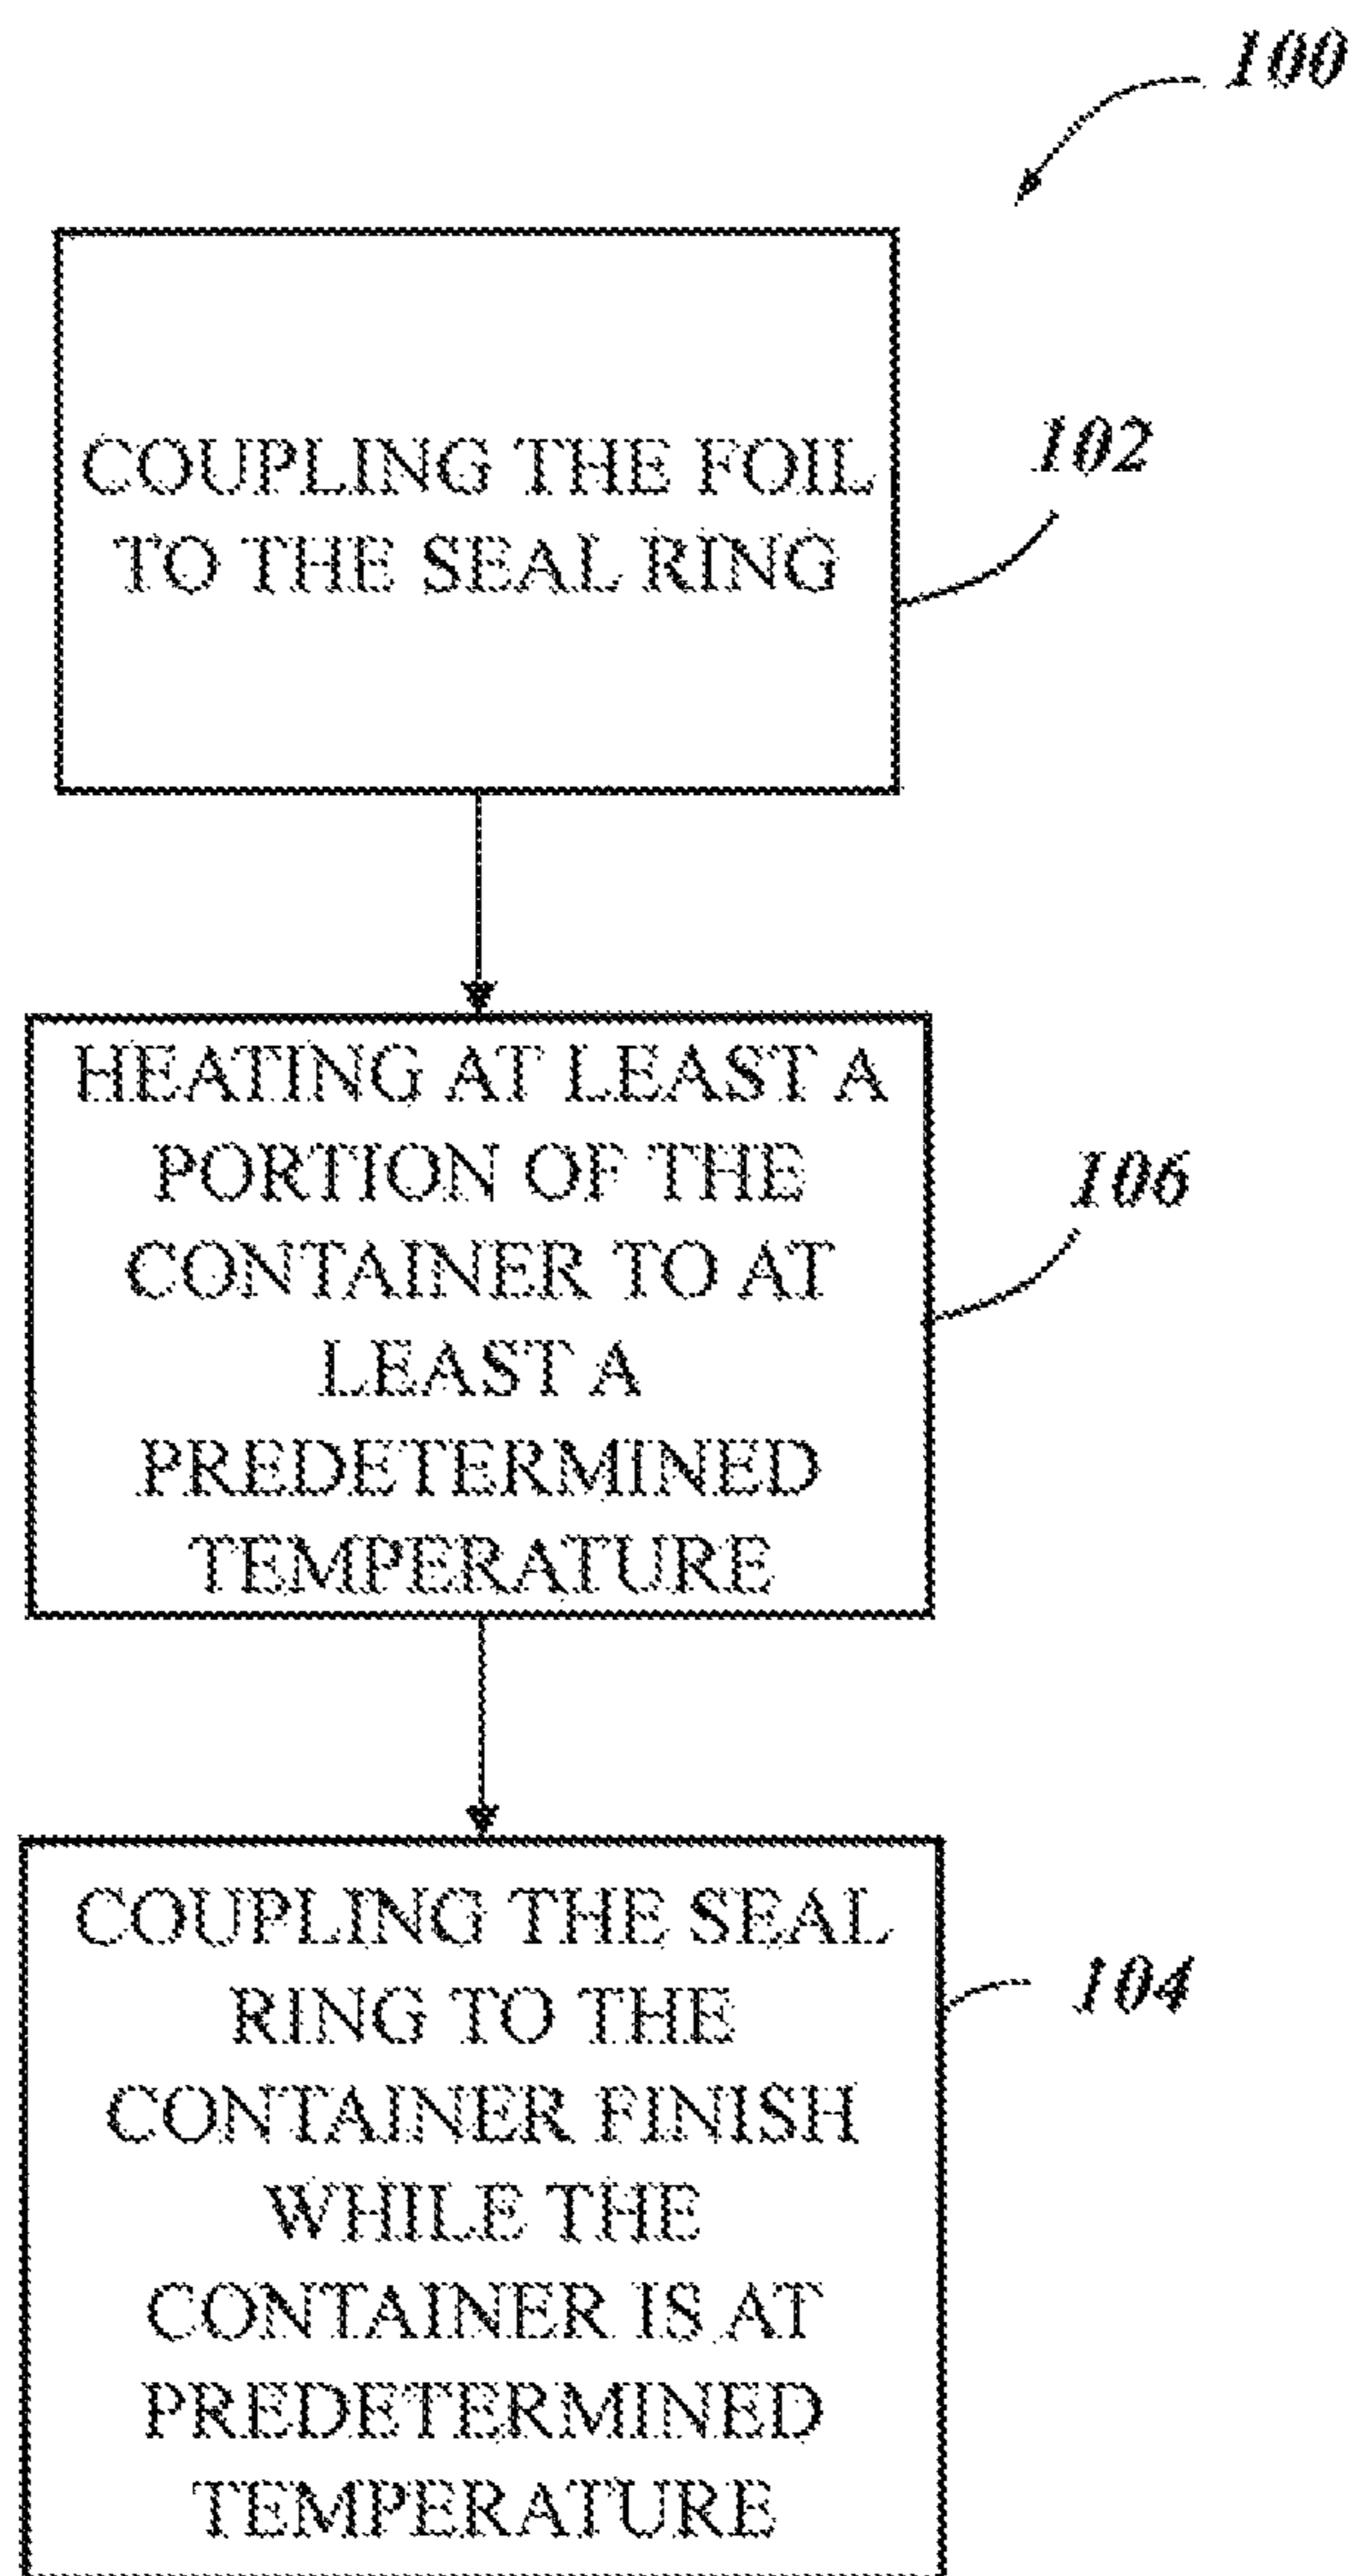 100
COUPLING THE FOIL
TO THE SEAL RING
102
HEATING AT LEAST A
PORTION OF THE
CONTAINER TO AT
LEAST A
PREDETERMINED
TEMPERATURE
106
COUPLING THE SEAL
RING TO THE
CONTAINER FINISH
WHILE THE
CONTAINER IS AT
PREDETERMINED
TEMPERATURE
104